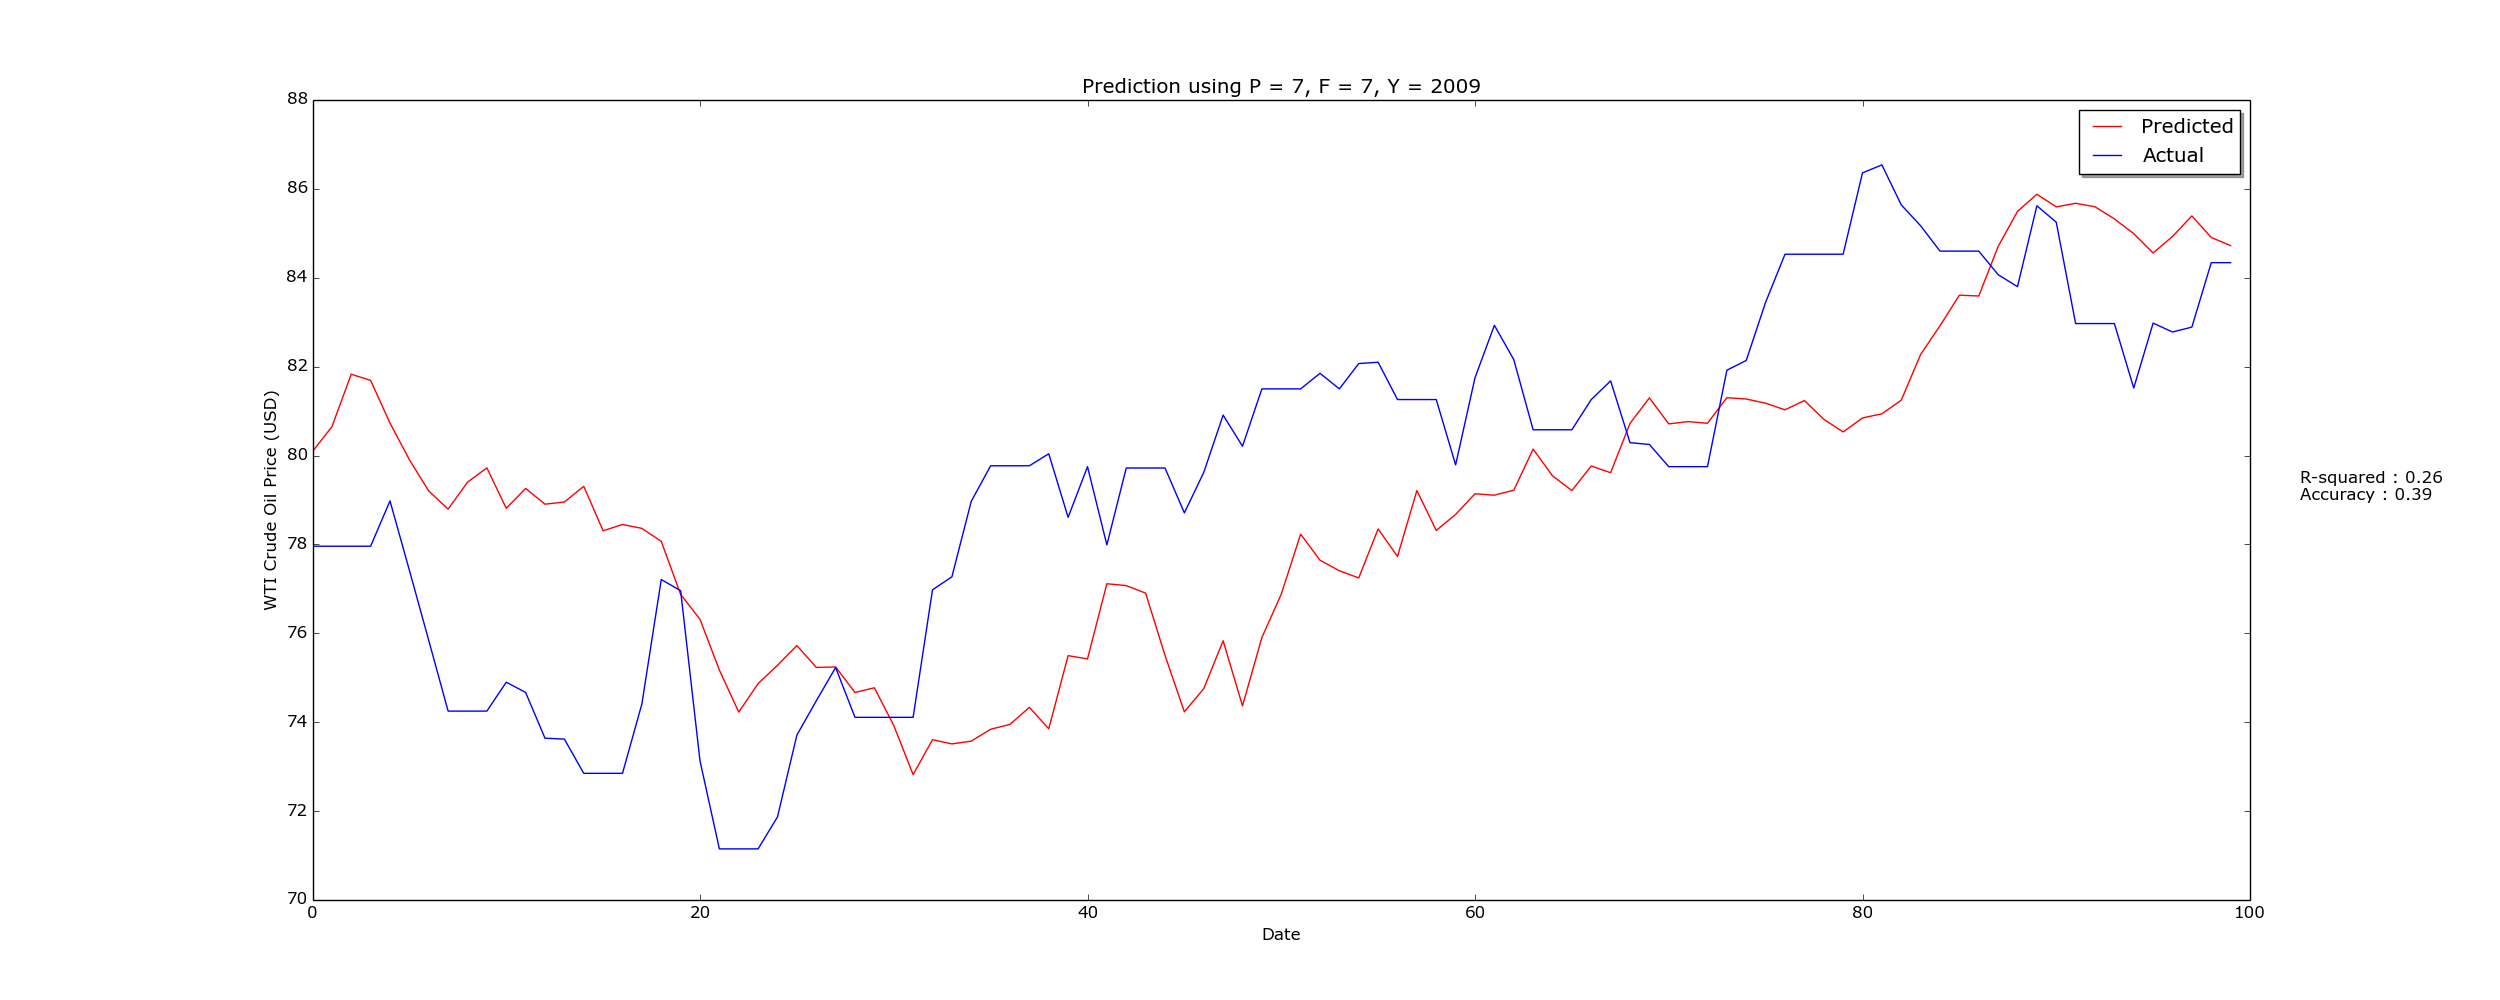 Prediction using P = 7, F = 7, Y = 2009
Predicted
Actual
88
86
84
82
80
78
76
74
72
70
WTI Crude Oil Price (USD)
R-squared : 0.26
Accuracy : 0.39
0 20 40 60 80 100
Date